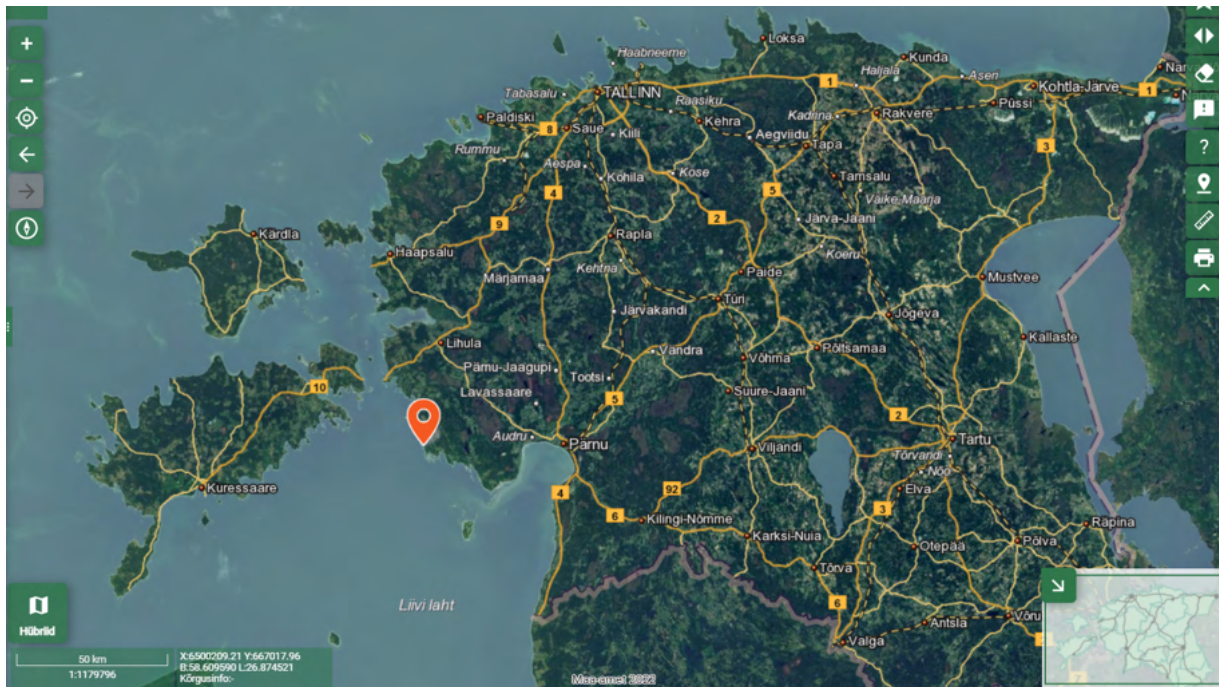 Loksa
Haabneeme
Kunda
Narva
TALLINN
1
Haljala
Aseri
Kohtla-Järve
1
Tabasalu
Raasiku
Kadrina
Püssi
Paldiski
8
Saue
Kiili
Kehra
Aegviidu
Rakvere
Rummu
Tapa
3
Aespa
Kohila
Kose
Tamsalu
4
5
Väike-Maarja
9
2
Järva-Jaani
Kärdla
Rapla
Haapsalu
Koeru
Märjamaa
Kehtna
Paide
Mustvee
Türi
Järvakandi
Jõgeva
Lihula
Vändra
Võhma
Põltsamaa
Kallaste
Pärnu-Jaagupi
Tootsi
10
Lavassaare
5
Suure-Jaani
2
Audru
Pärnu
Tartu
Viljandi
Tõrvandi
Nõo
Kuressaare
4
92
Elva
3
6
Kilingi-Nõmme
Räpina
Karksi-Nuia
Otepää
Põlva
Tõrva
Liivi laht
6
Hübriid
Antsla
Võru
Valga
50 km
1:1179796
X:6500209.21 Y:667017.96
B:58.609590 L:26.874521
Kõrgusinfo:-
Maa-amet 2022